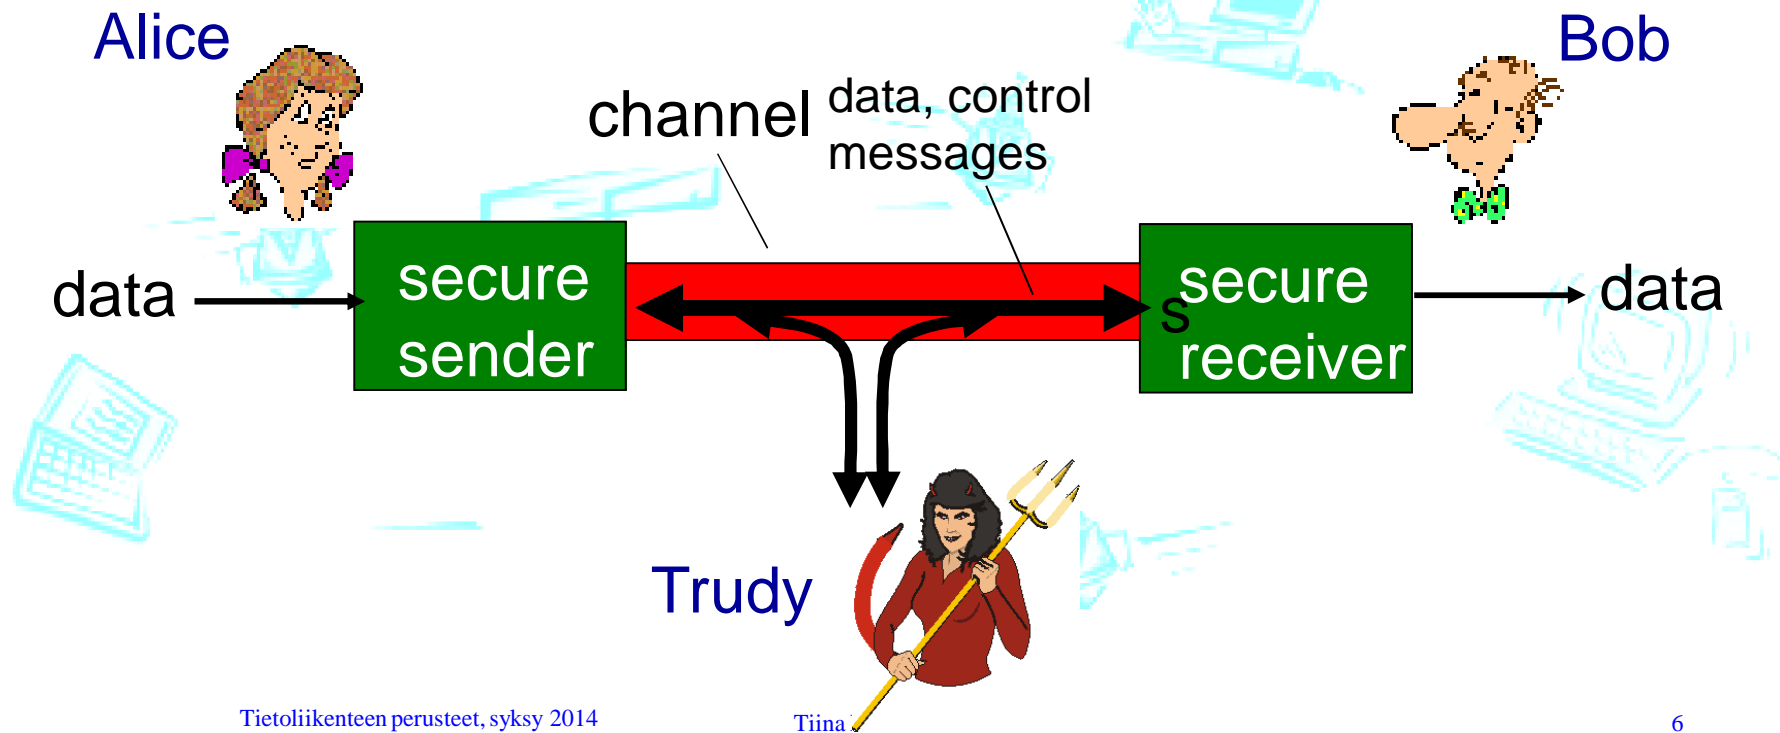 Alice
Bob
channel
data, control
messages
data
secure
sender
s
secure
receiver
data
Trudy
Tietoliikenteen perusteet, syksy 2014
Tiina
6